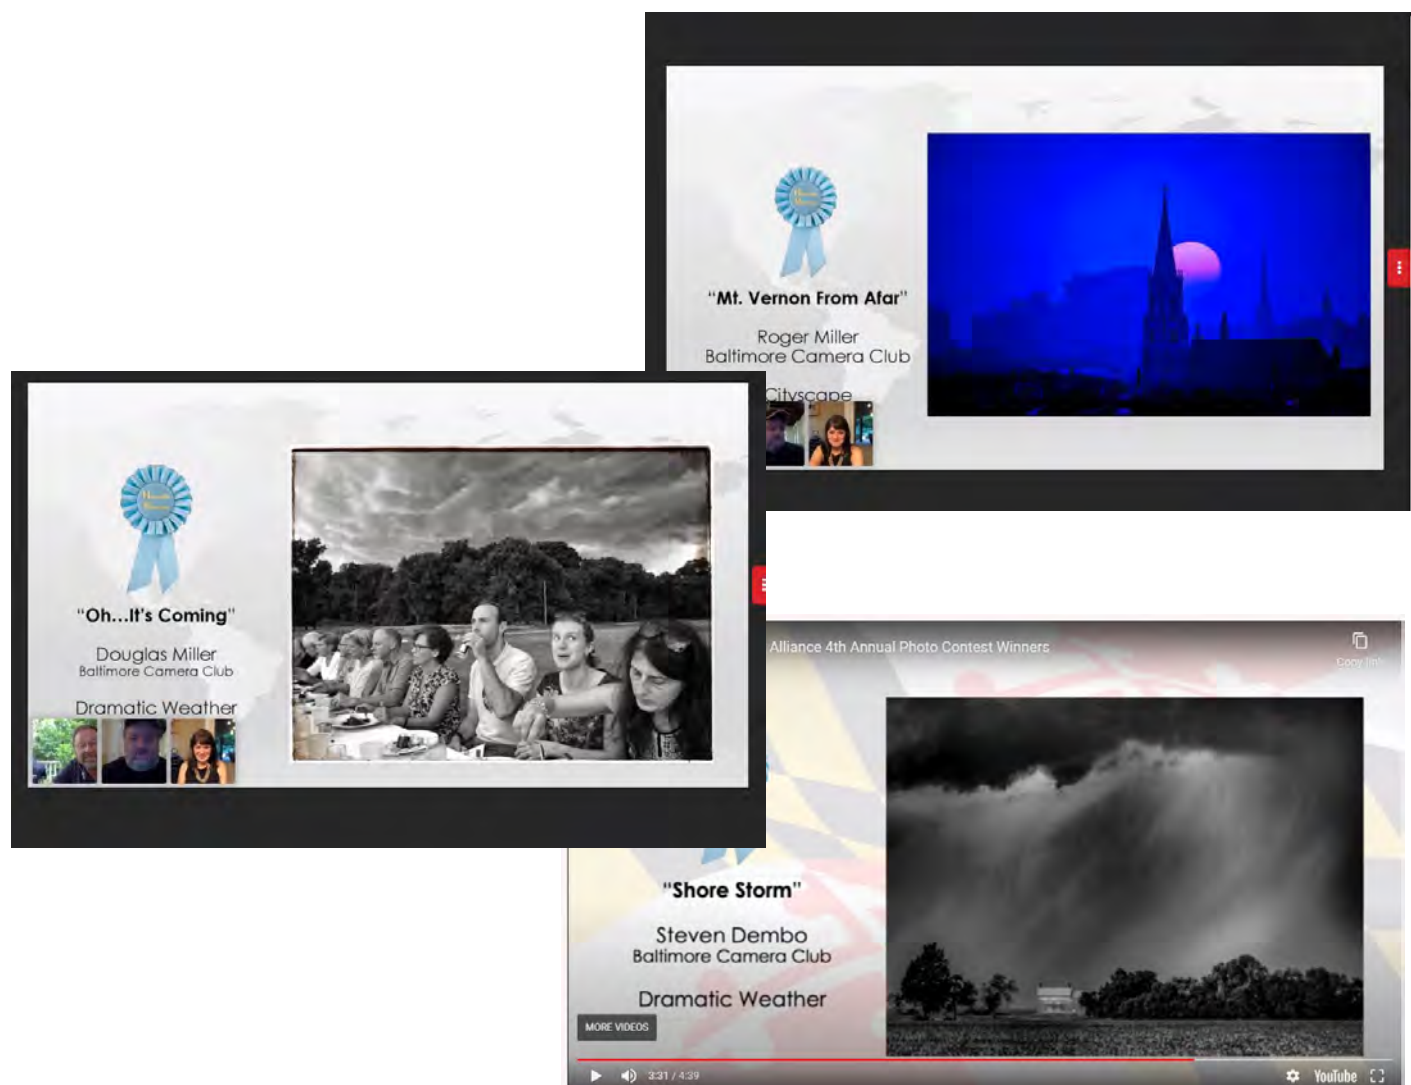 "Mt. Vernon From Afar"
Roger Miller
Baltimore Camera Club
Cityscape
"Oh...It's Coming"
Douglas Miller
Baltimore Camera Club
Dramatic Weather
Alliance 4th Annual Photo Contest Winners
"Shore Storm"
Steven Dembo
Baltimore Camera Club
Dramatic Weather
MORE VIDEOS
3:31 / 4:39
YouTube